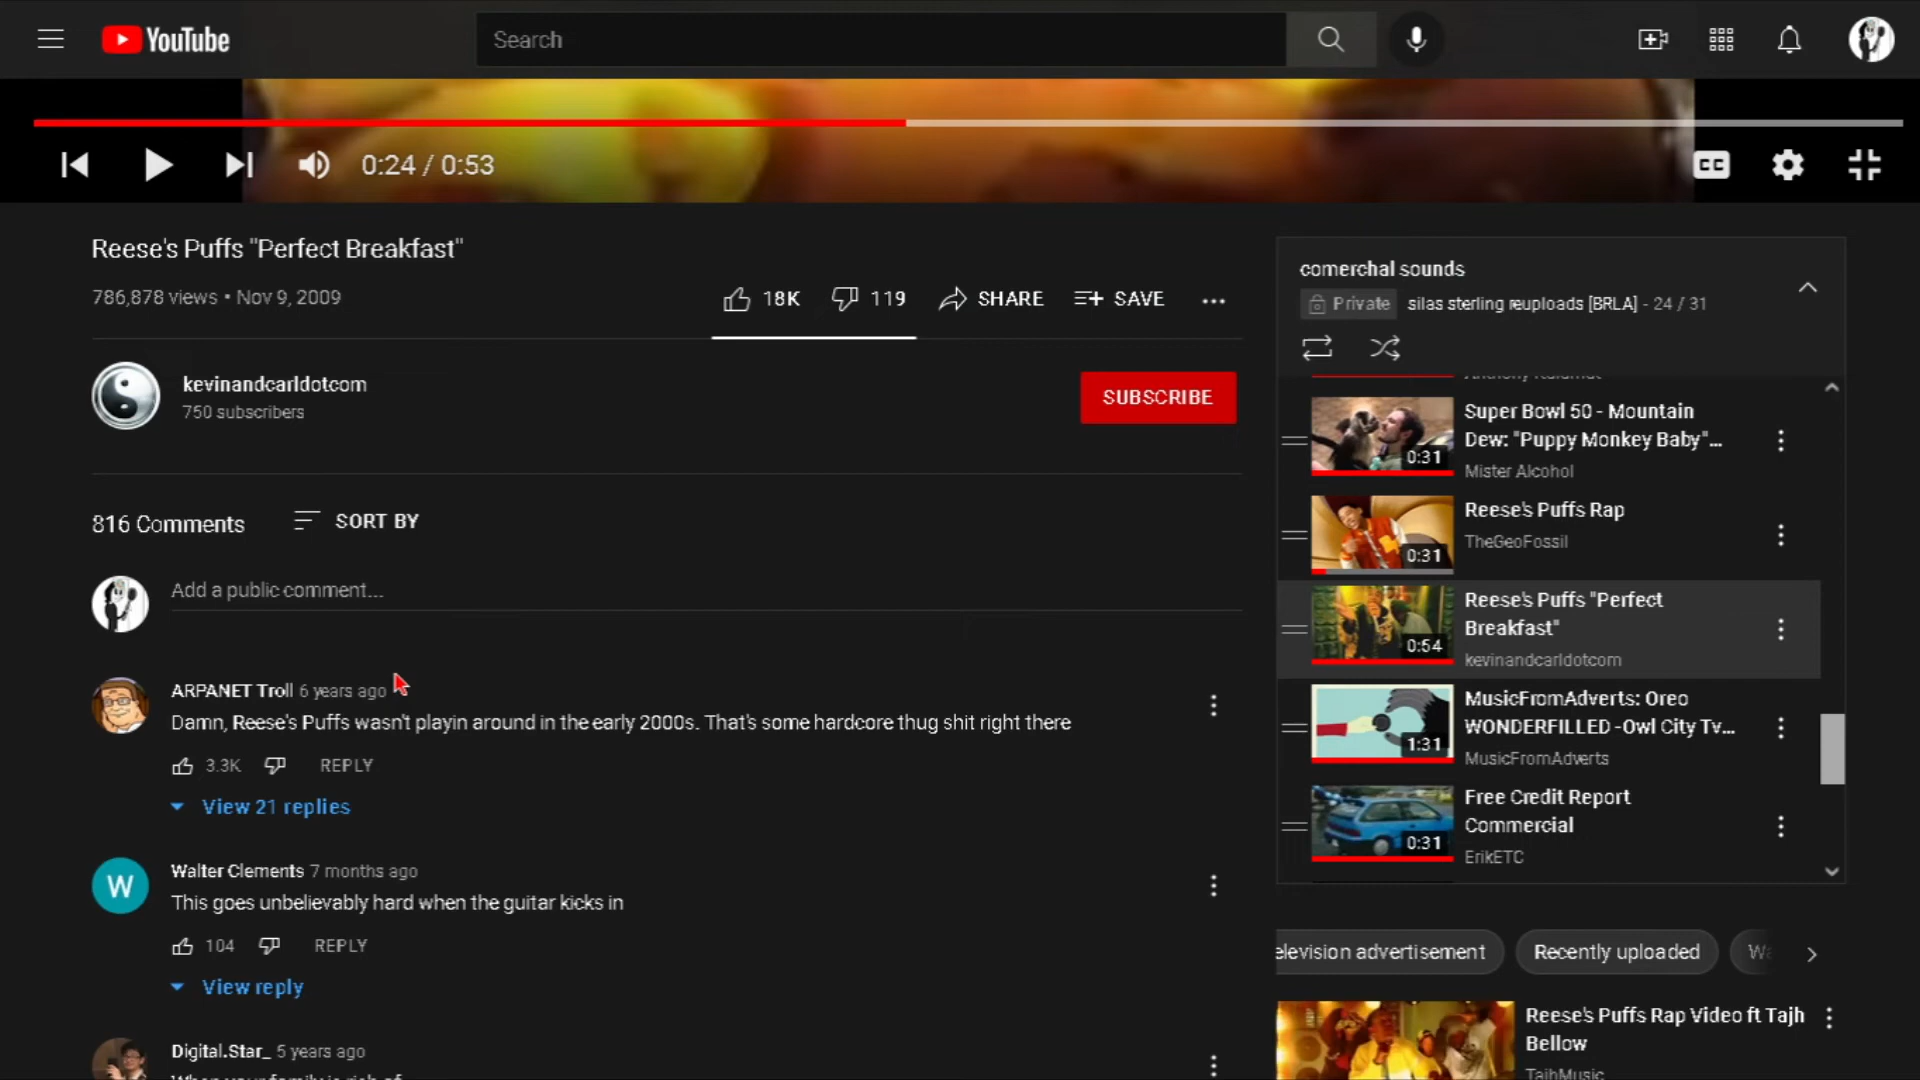 YouTube
Search
0:24 / 0:53
CC
Reese's Puffs "Perfect Breakfast"
786,878 views • Nov 9, 2009
18K
119
SHARE
SAVE
kevinandcarldotcom
750 subscribers
SUBSCRIBE
816 Comments
SORT BY
Add a public comment...
ARPANET Troll 6 years ago
Damn, Reese's Puffs wasn't playin around in the early 2000s. That's some hardcore thug shit right there
3.3K
REPLY
View 21 replies
W
Walter Clements 7 months ago
This goes unbelievably hard when the guitar kicks in
104
REPLY
View reply
Digital.Star_ 5 years ago
comerchal sounds
Private
silas sterling reuploads [BRLA] - 24 / 31
Super Bowl 50 - Mountain
Dew: "Puppy Monkey Baby"...
Mister Alcohol
0:31
Reese's Puffs Rap
TheGeoFossil
0:31
Reese's Puffs "Perfect
Breakfast"
kevinandcarldotcom
0:54
MusicFromAdverts: Oreo
WONDERFILLED -Owl City Tv...
MusicFromAdverts
1:31
Free Credit Report
Commercial
ErikETC
0:31
elevision advertisement
Recently uploaded
Reese's Puffs Rap Video ft Tajh
Bellow
TajhMusic